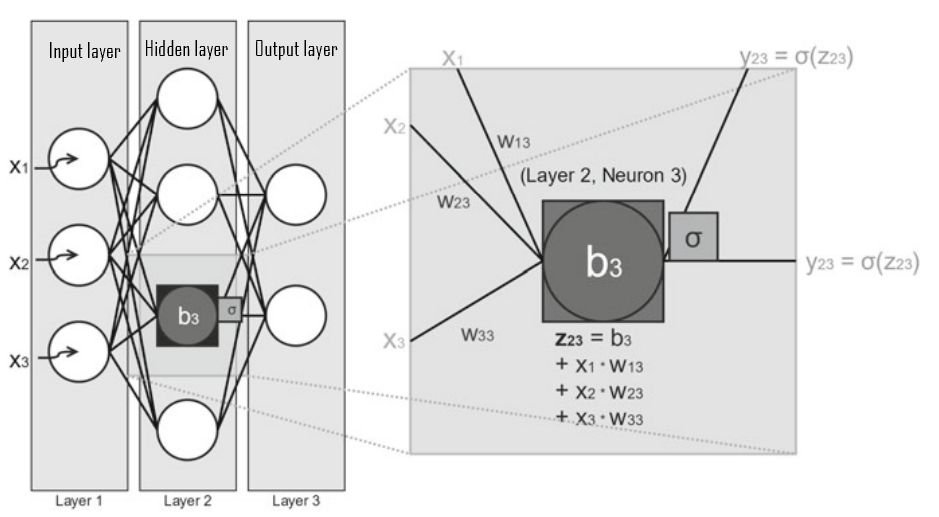 Input layer
Hidden layer
Output layer
x1
x2
x3
b3
σ
Layer 1
Layer 2
Layer 3
x1
y23 = σ(z23)
x2
w13
(Layer 2, Neuron 3)
w23
b3
σ
y23 = σ(z23)
x3
w33
z23 = b3
+ x1 · w13
+ x2 · w23
+ x3 · w33